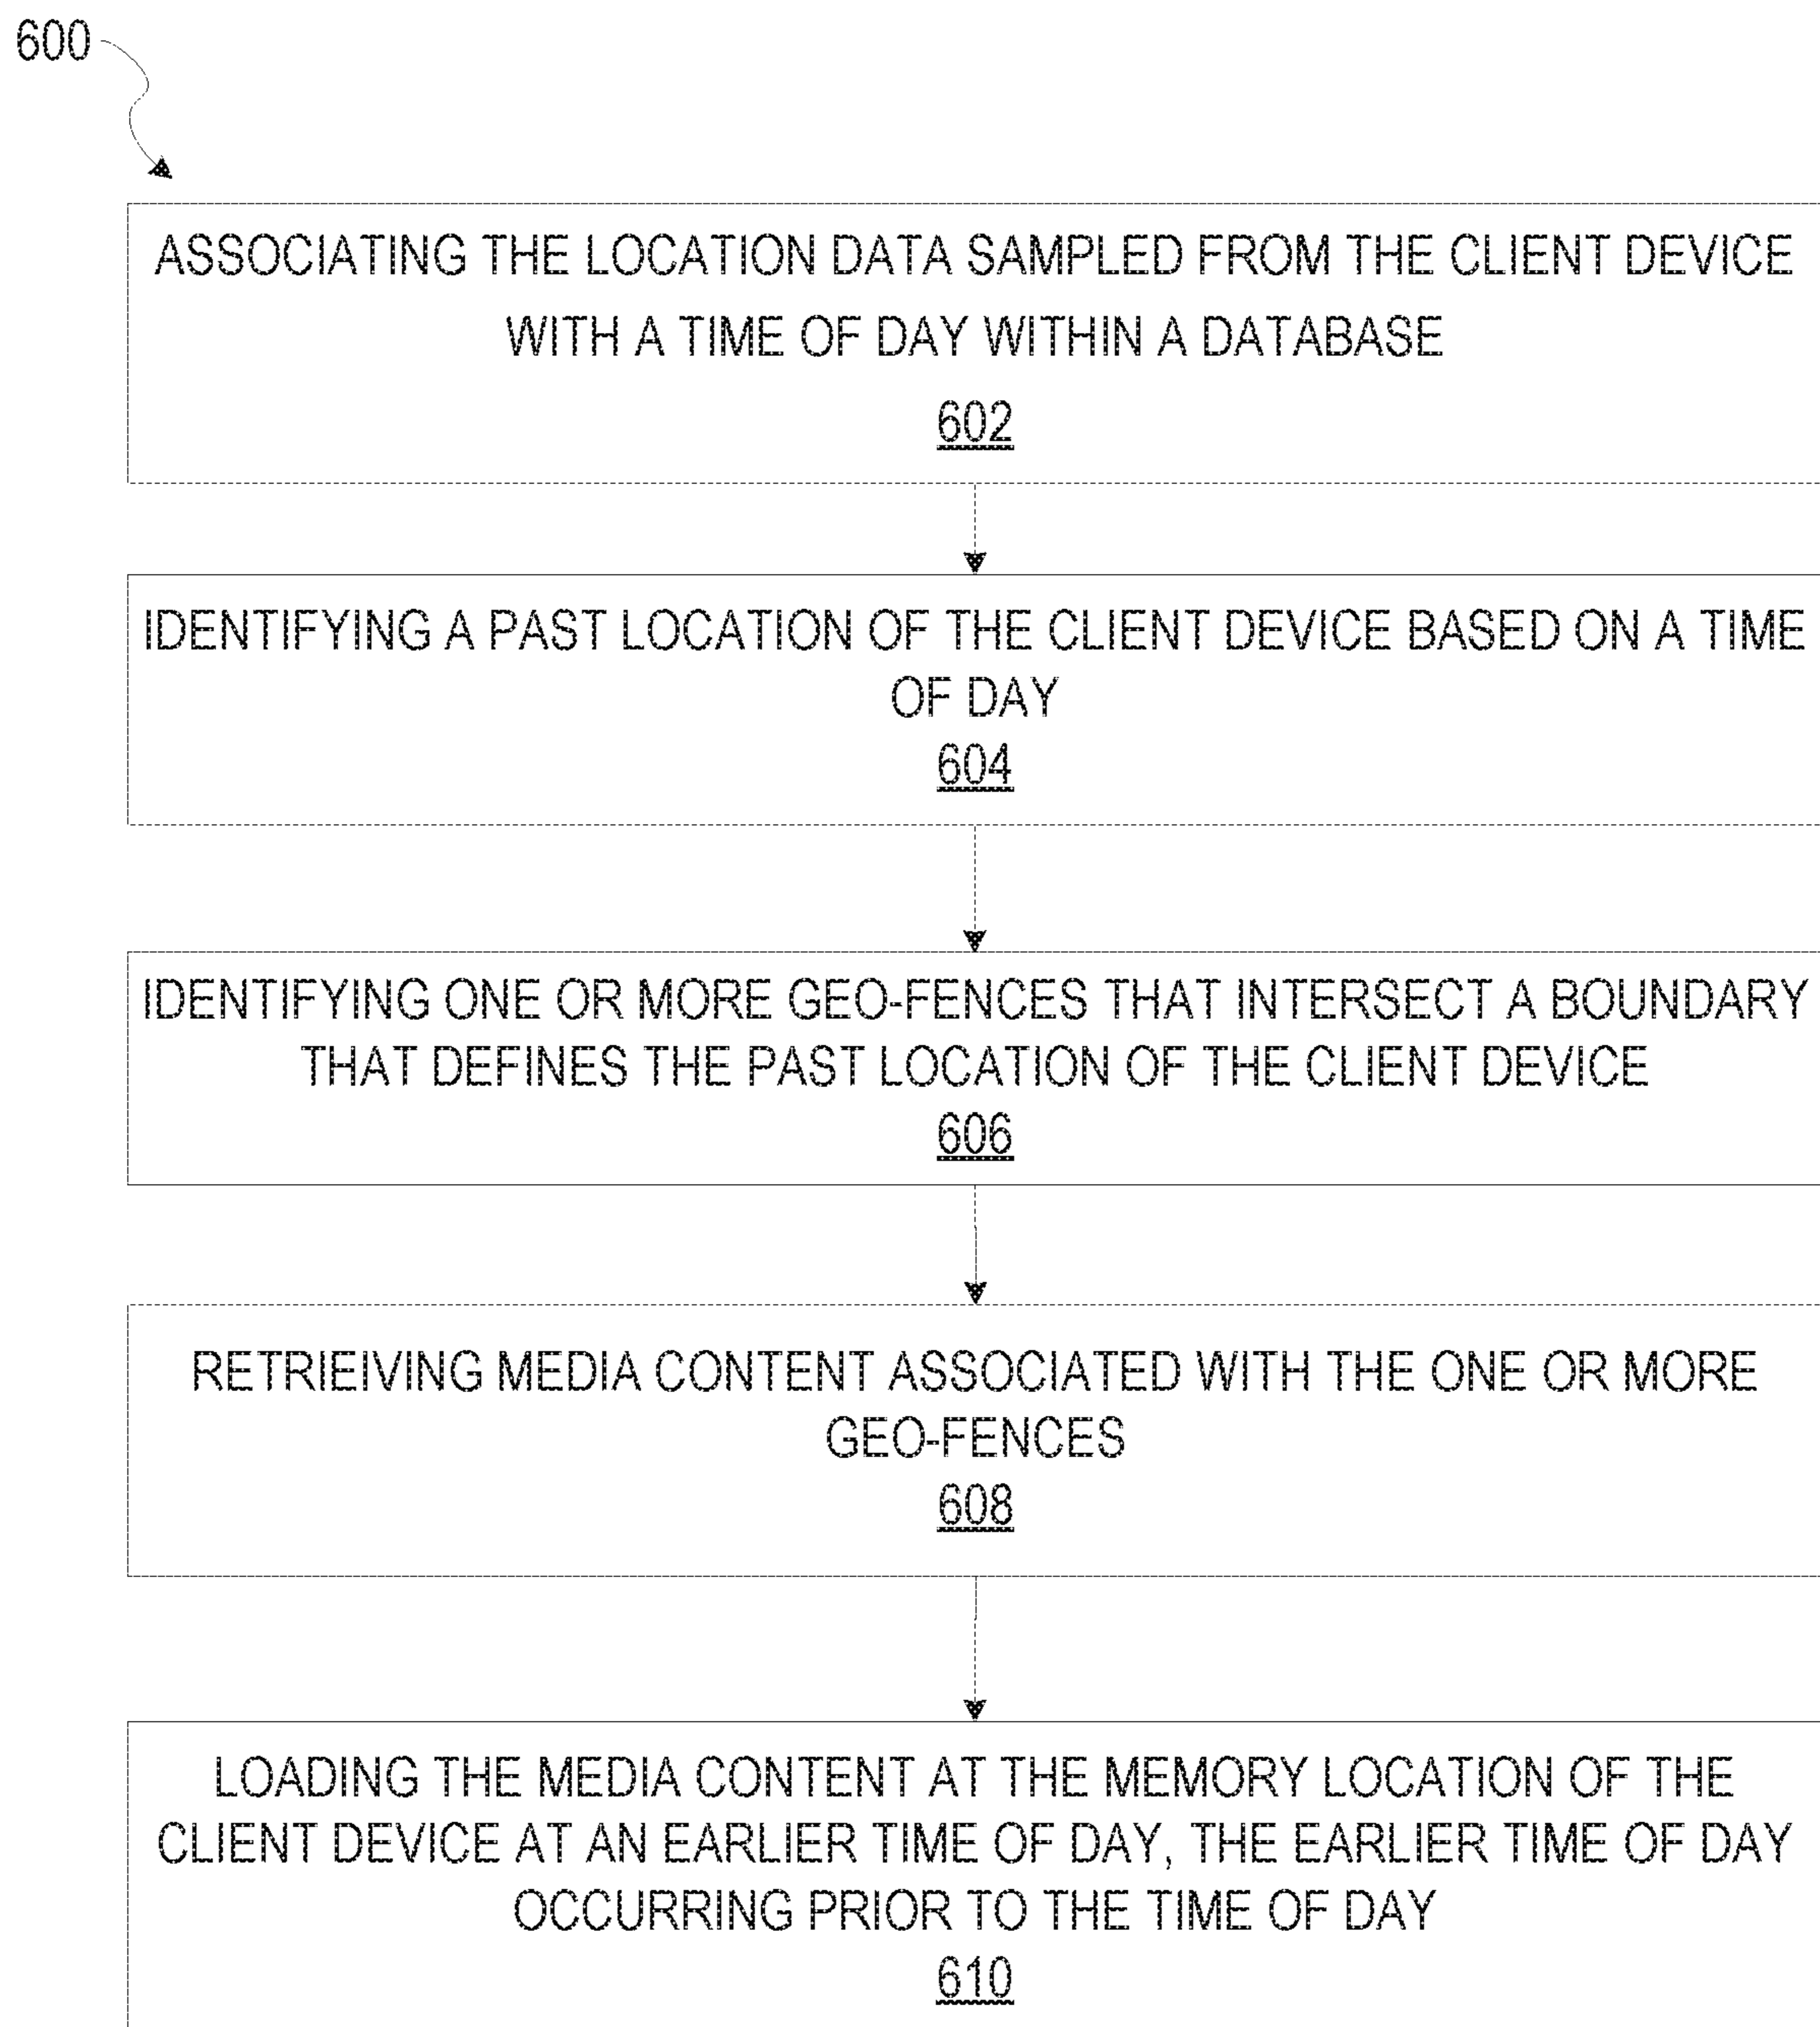 600
ASSOCIATING THE LOCATION DATA SAMPLED FROM THE CLIENT DEVICE
WITH A TIME OF DAY WITHIN A DATABASE
602
IDENTIFYING A PAST LOCATION OF THE CLIENT DEVICE BASED ON A TIME
OF DAY
604
IDENTIFYING ONE OR MORE GEO-FENCES THAT INTERSECT A BOUNDARY
THAT DEFINES THE PAST LOCATION OF THE CLIENT DEVICE
606
RETRIEIVING MEDIA CONTENT ASSOCIATED WITH THE ONE OR MORE
GEO-FENCES
608
LOADING THE MEDIA CONTENT AT THE MEMORY LOCATION OF THE
CLIENT DEVICE AT AN EARLIER TIME OF DAY, THE EARLIER TIME OF DAY
OCCURRING PRIOR TO THE TIME OF DAY
610